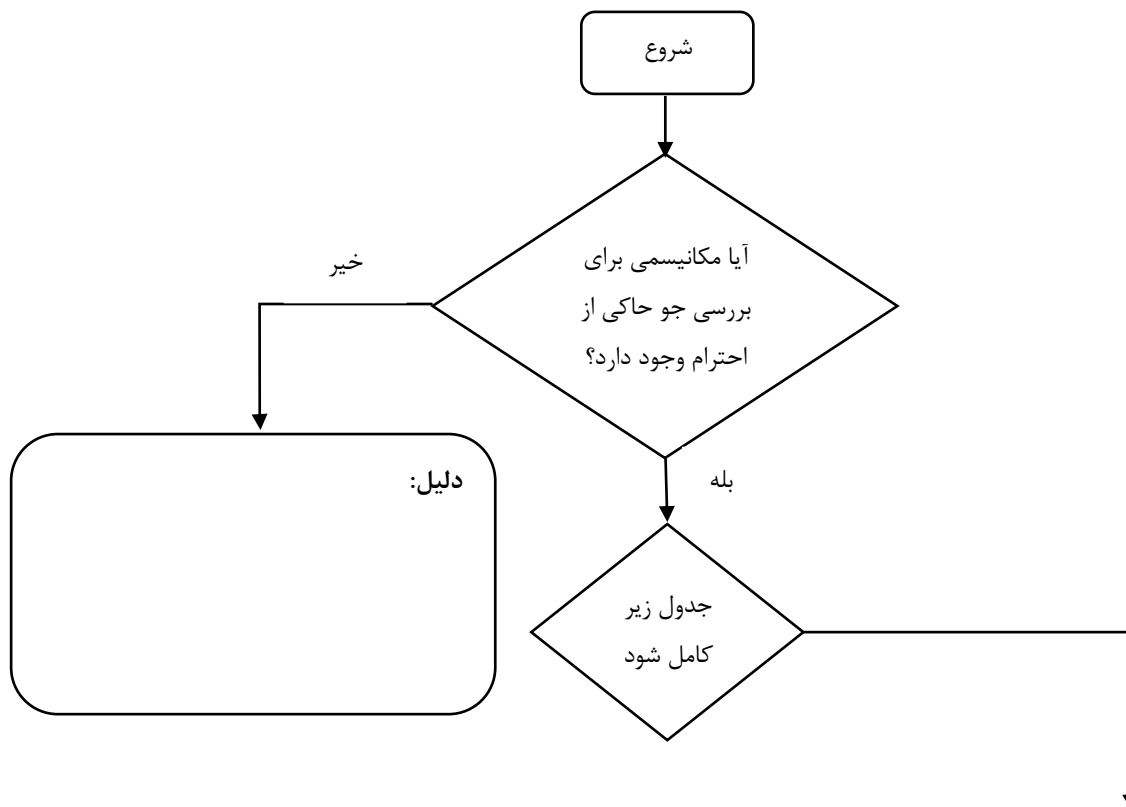 شروع
آیا مکانیسمی برای
بررسی جو حاکی از
احترام وجود دارد؟
خیر
بله
دلیل:
جدول زیر
کامل شود